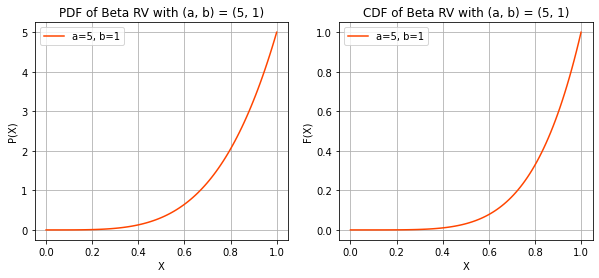 PDF of Beta RV with (a, b) = (5, 1)
a=5, b=1
5
4
3
2
1
0
P(X)
0.0 0.2 0.4 0.6 0.8 1.0
X
CDF of Beta RV with (a, b) = (5, 1)
a=5, b=1
1.0
0.8
0.6
0.4
0.2
0.0
F(X)
0.0 0.2 0.4 0.6 0.8 1.0
X